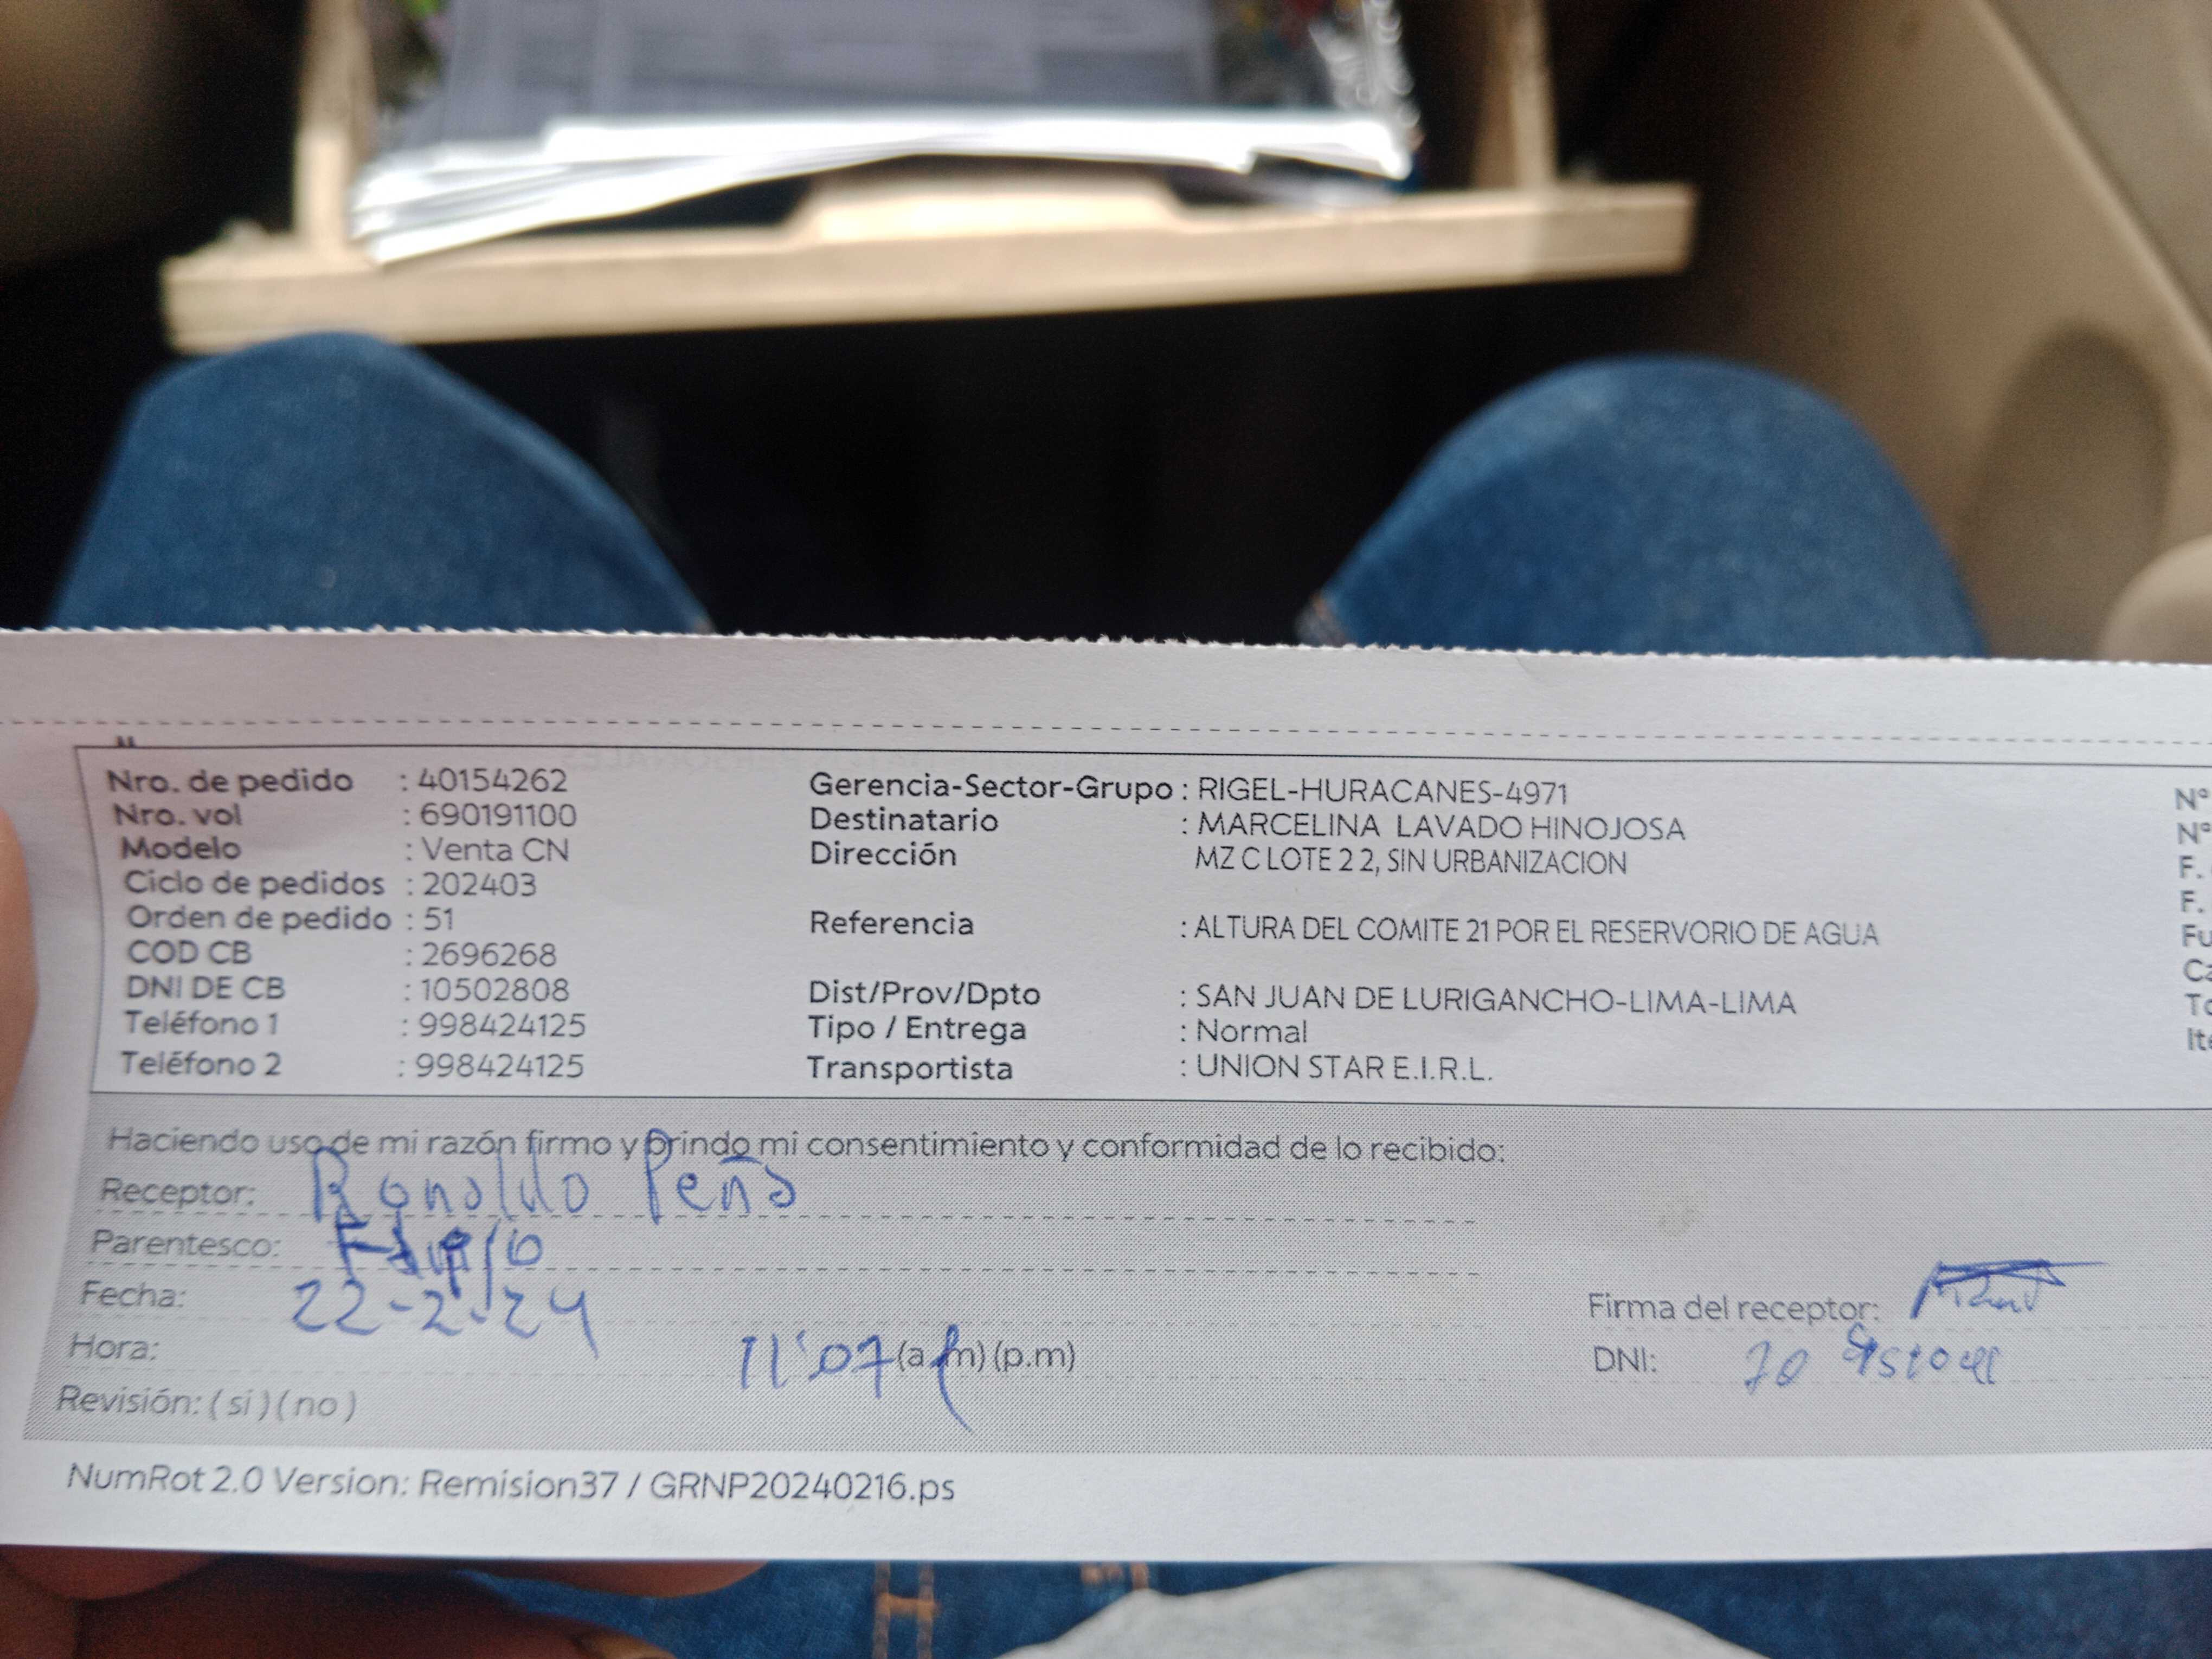 Nro. de pedido : 40154262
Nro. vol : 690191100
Modelo : Venta CN
Ciclo de pedidos : 202403
Orden de pedido : 51
COD CB : 2696268
DNI DE CB : 10502808
Teléfono 1 : 998424125
Teléfono 2 : 998424125
Gerencia-Sector-Grupo : RIGEL-HURACANES-4971
Destinatario : MARCELINA LAVADO HINOJOSA
Dirección MZ C LOTE 2 2, SIN URBANIZACION
Referencia : ALTURA DEL COMITE 21 POR EL RESERVORIO DE AGUA
Dist/Prov/Dpto : SAN JUAN DE LURIGANCHO-LIMA-LIMA
Tipo / Entrega : Normal
Transportista : UNION STAR E.I.R.L.
N°
N°
F.
F.
Fu
Ca
To
Ite
Haciendo uso de mi razón firmo y brindo mi consentimiento y conformidad de lo recibido:
Receptor: Ronaldo Peña
Parentesco:
Fecha: 22-2-24
Hora: 11:07 (a.m) (p.m)
Revisión: ( si ) ( no )
Firma del receptor:
DNI:
NumRot 2.0 Version: Remision37 / GRNP20240216.ps